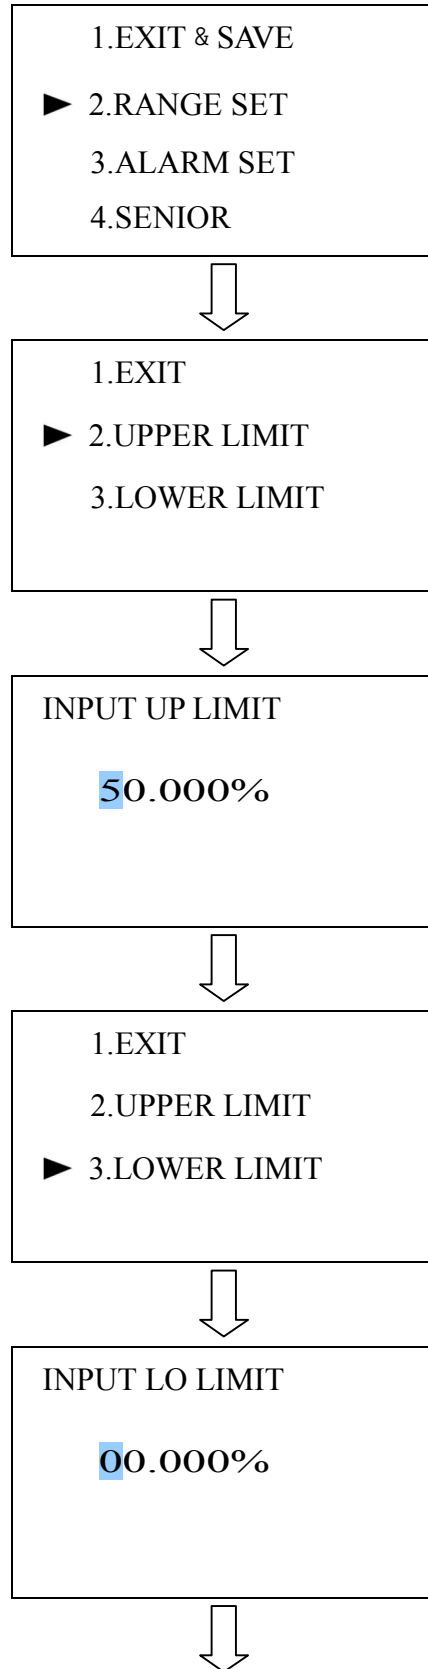 1.EXIT & SAVE
► 2.RANGE SET
3.ALARM SET
4.SENIOR
1.EXIT
► 2.UPPER LIMIT
3.LOWER LIMIT
INPUT UP LIMIT
50.000%
1.EXIT
2.UPPER LIMIT
► 3.LOWER LIMIT
INPUT LO LIMIT
00.000%